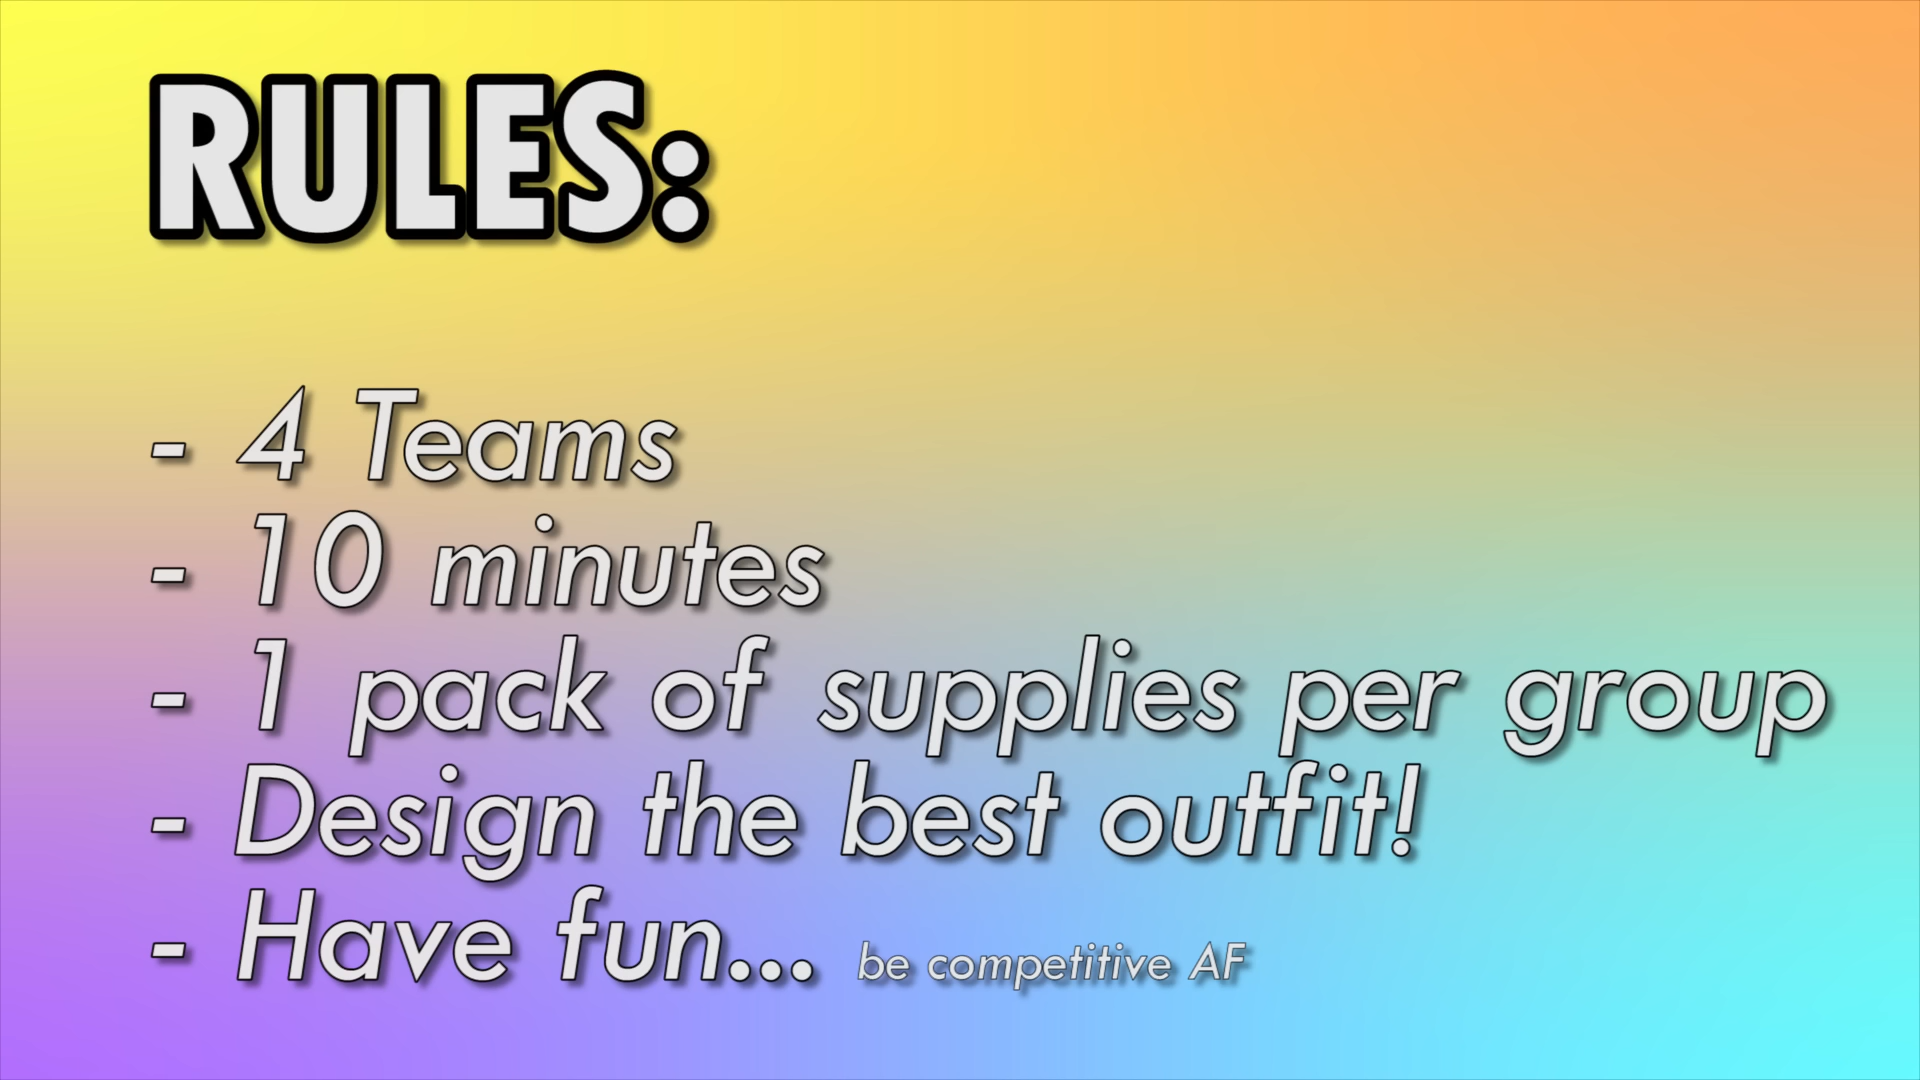 RULES:
- 4 Teams
- 10 minutes
- 1 pack of supplies per group
- Design the best outfit!
- Have fun... be competitive AF